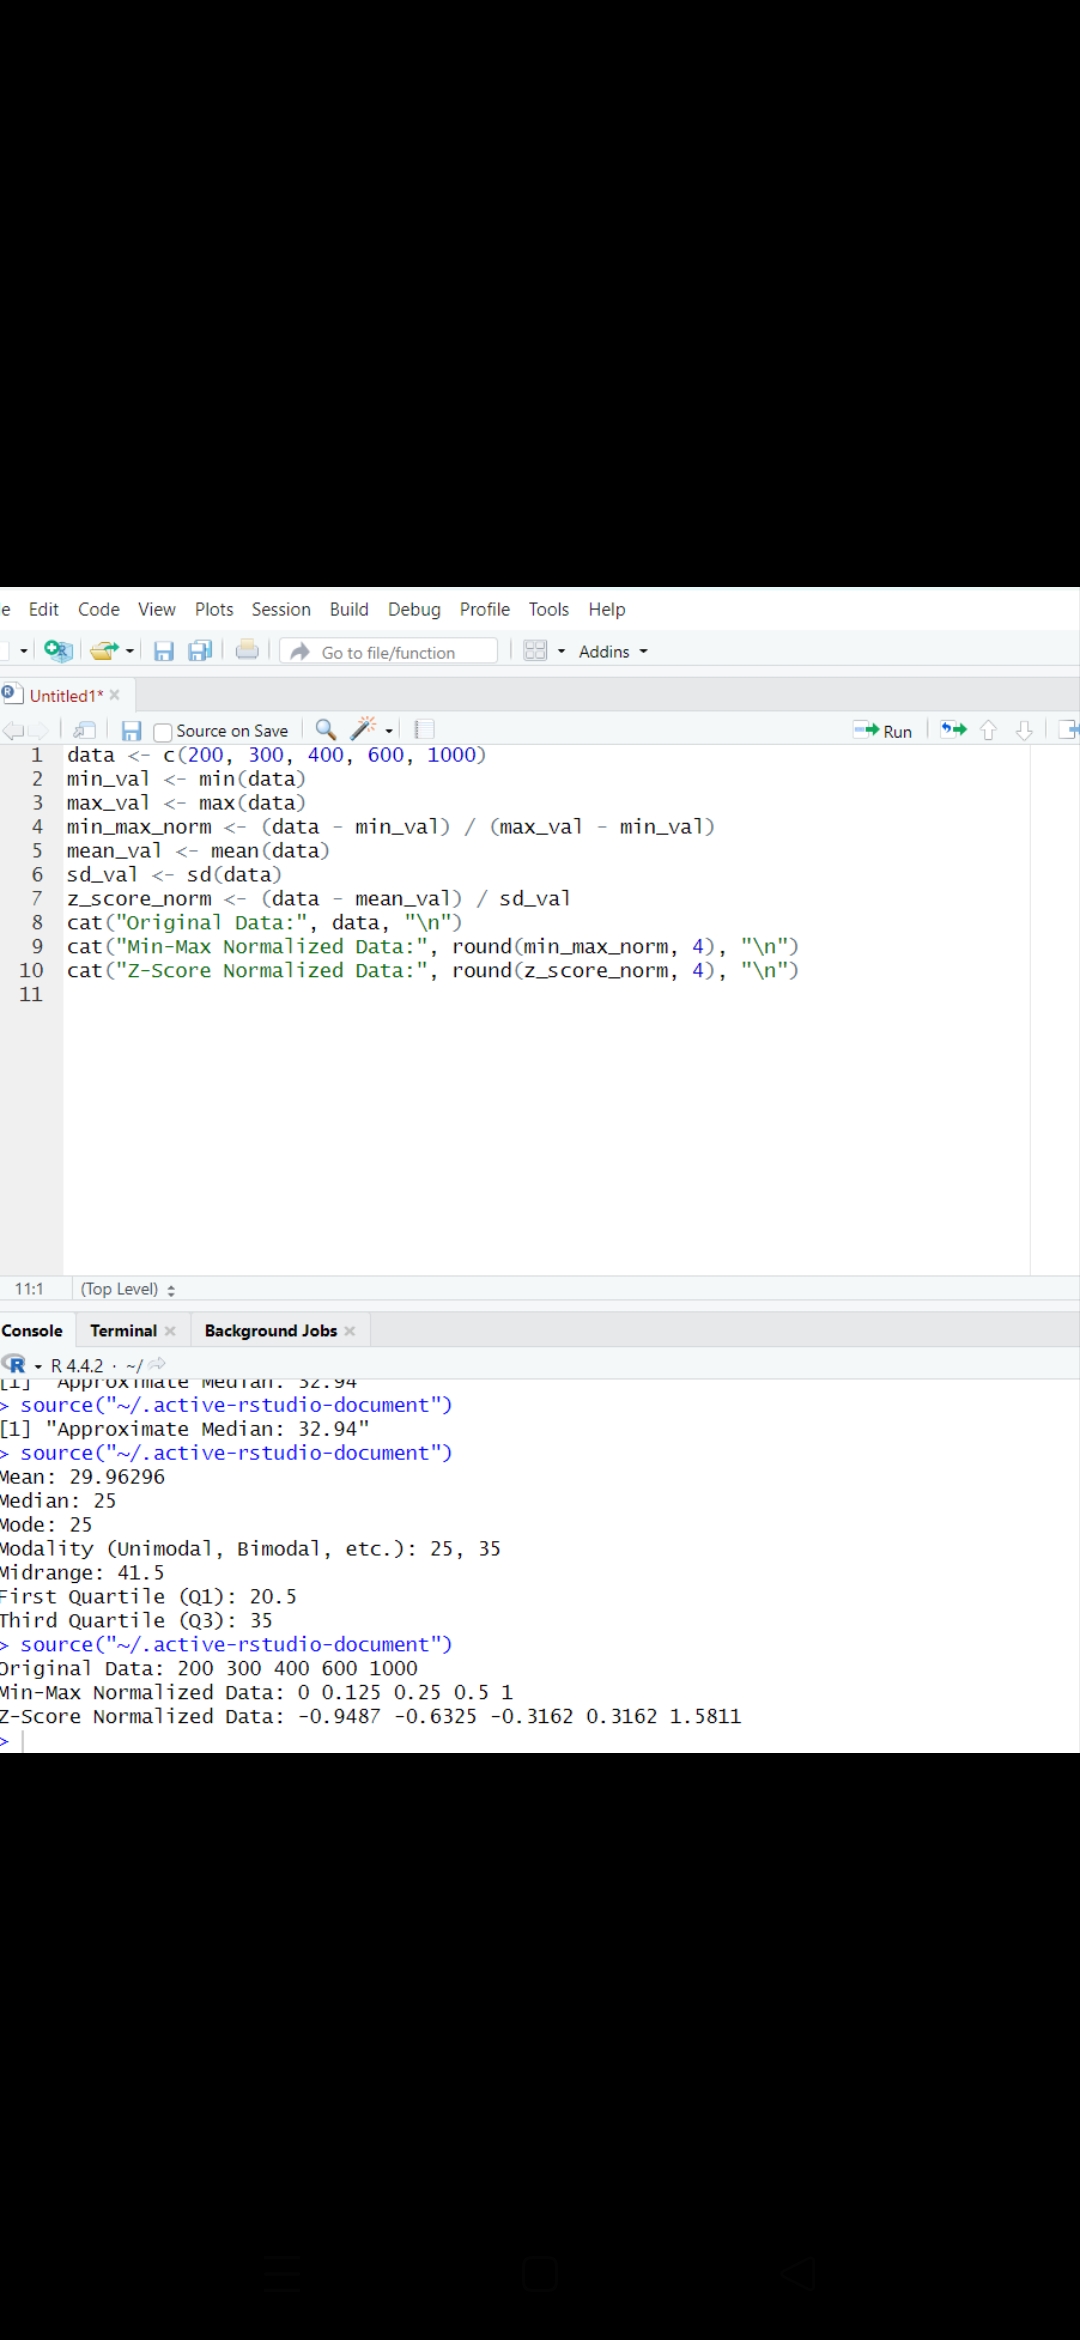 e Edit Code View Plots Session Build Debug Profile Tools Help
Go to file/function Addins
Untitled1*
Source on Save Run
1 data <- c(200, 300, 400, 600, 1000)
2 min_val <- min(data)
3 max_val <- max(data)
4 min_max_norm <- (data - min_val) / (max_val - min_val)
5 mean_val <- mean(data)
6 sd_val <- sd(data)
7 z_score_norm <- (data - mean_val) / sd_val
8 cat("Original Data:", data, "\n")
9 cat("Min-Max Normalized Data:", round(min_max_norm, 4), "\n")
10 cat("Z-Score Normalized Data:", round(z_score_norm, 4), "\n")
11
11:1 (Top Level)
Console Terminal Background Jobs
R R 4.4.2 · ~/
[1] "Approximate Median: 32.94"
> source("~/.active-rstudio-document")
[1] "Approximate Median: 32.94"
> source("~/.active-rstudio-document")
Mean: 29.96296
Median: 25
Mode: 25
Modality (Unimodal, Bimodal, etc.): 25, 35
Midrange: 41.5
First Quartile (Q1): 20.5
Third Quartile (Q3): 35
> source("~/.active-rstudio-document")
Original Data: 200 300 400 600 1000
Min-Max Normalized Data: 0 0.125 0.25 0.5 1
Z-Score Normalized Data: -0.9487 -0.6325 -0.3162 0.3162 1.5811
>